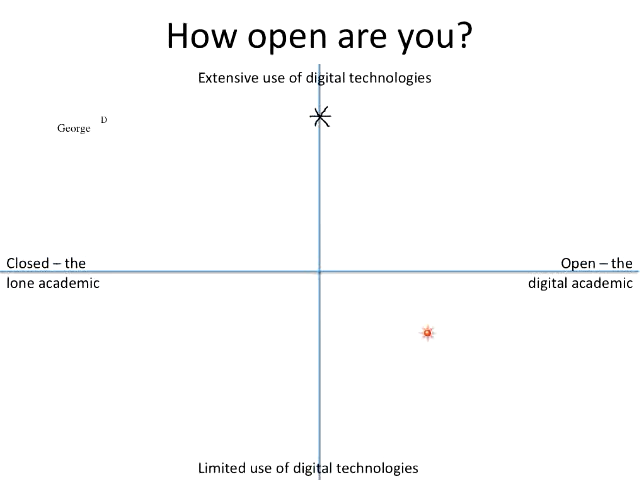 How open are you?
Extensive use of digital technologies
George D
Closed – the
lone academic
Open – the
digital academic
Limited use of digital technologies